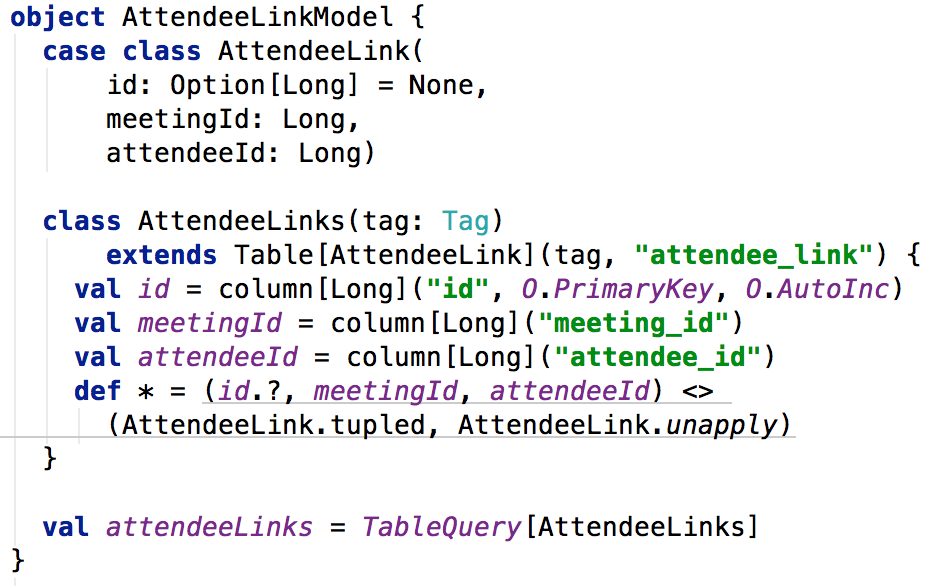 object AttendeeLinkModel {
  case class AttendeeLink(
      id: Option[Long] = None,
      meetingId: Long,
      attendeeId: Long)

  class AttendeeLinks(tag: Tag)
      extends Table[AttendeeLink](tag, "attendee_link") {
    val id = column[Long]("id", O.PrimaryKey, O.AutoInc)
    val meetingId = column[Long]("meeting_id")
    val attendeeId = column[Long]("attendee_id")
    def * = (id.?, meetingId, attendeeId) <>
      (AttendeeLink.tupled, AttendeeLink.unapply)
  }

  val attendeeLinks = TableQuery[AttendeeLinks]
}